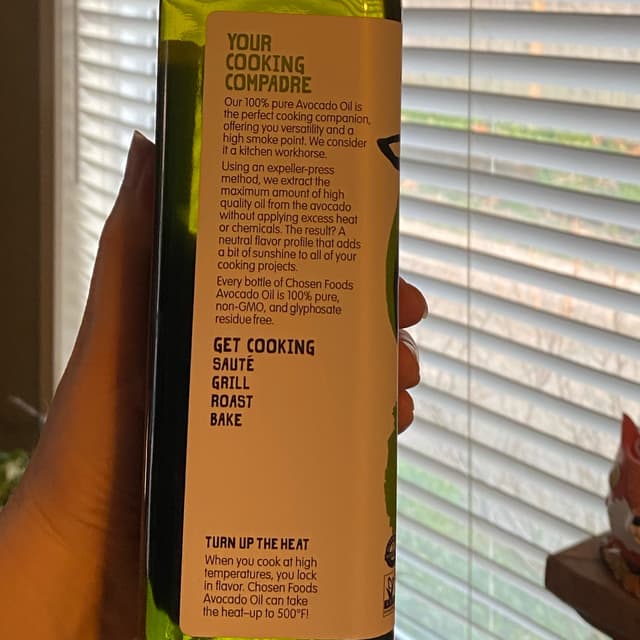 YOUR
COOKING
COMPADRE
Our 100% pure Avocado Oil is
the perfect cooking companion,
offering you versatility and a
high smoke point. We consider
it a kitchen workhorse.
Using an expeller-press
method, we extract the
maximum amount of high
quality oil from the avocado
without applying excess heat
or chemicals. The result? A
neutral flavor profile that adds
a bit of sunshine to all of your
cooking projects.
Every bottle of Chosen Foods
Avocado Oil is 100% pure,
non-GMO, and glyphosate
residue free.
GET COOKING
SAUTÉ
GRILL
ROAST
BAKE
TURN UP THE HEAT
When you cook at high
temperatures, you lock
in flavor. Chosen Foods
Avocado Oil can take
the heat–up to 500°F!